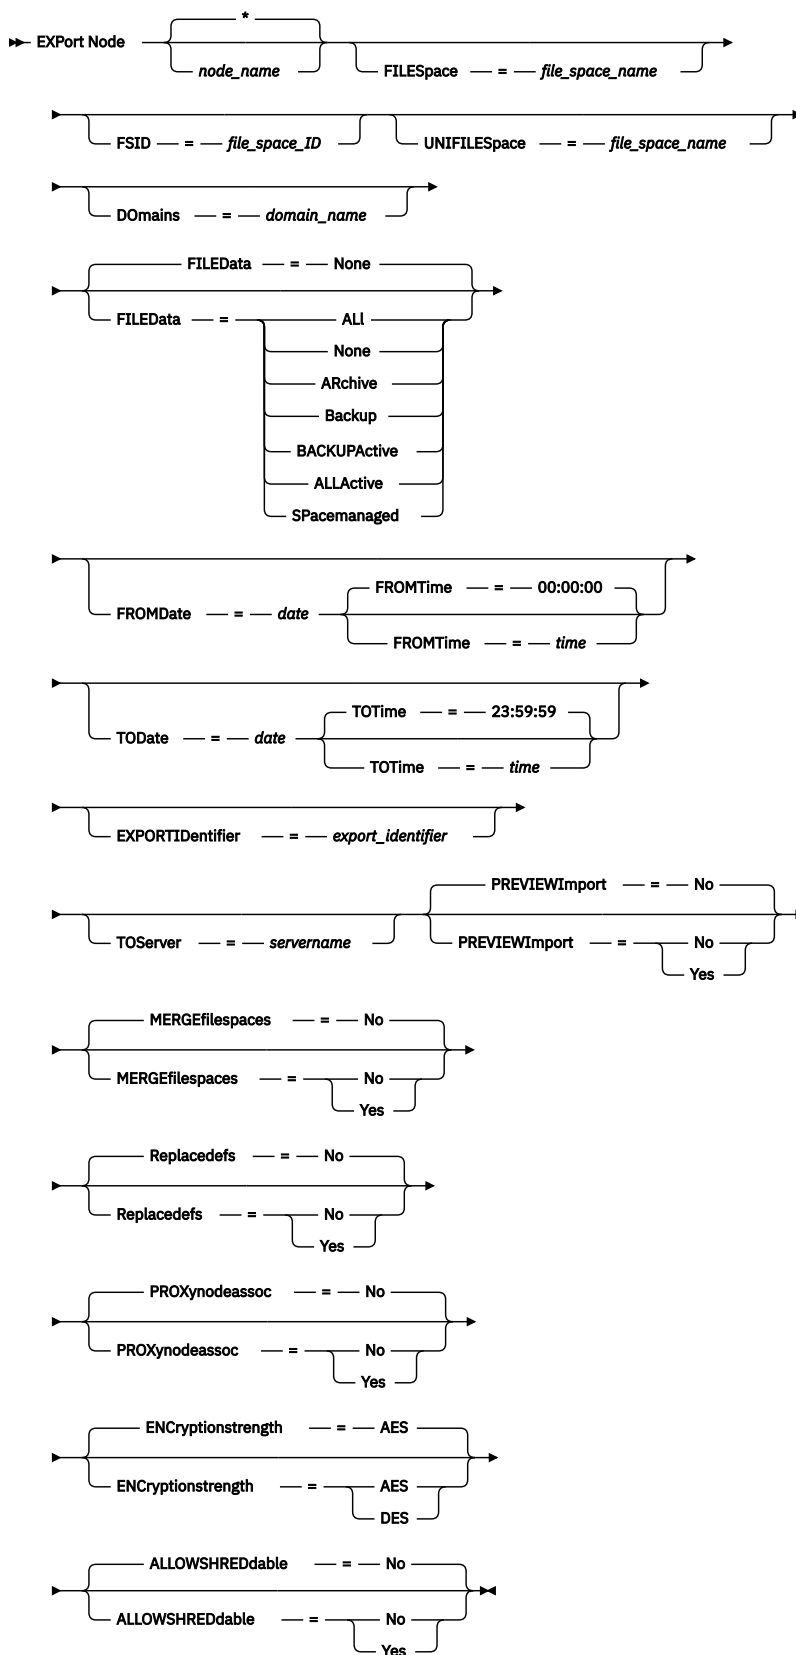 *
EXPort Node
node_name
FILESpace = file_space_name
FSID = file_space_ID
UNIFILESpace = file_space_name
DOmains = domain_name
FILEData = None
FILEData = ALl
None
ARchive
Backup
BACKUPActive
ALLActive
SPacemanaged
FROMTime = 00:00:00
FROMDate = date
FROMTime = time
TOTime = 23:59:59
TODate = date
TOTime = time
EXPORTIDentifier = export_identifier
PREVIEWImport = No
TOServer = servername
PREVIEWImport = No
Yes
MERGEfilespaces = No
MERGEfilespaces = No
Yes
Replacedefs = No
Replacedefs = No
Yes
PROXynodeassoc = No
PROXynodeassoc = No
Yes
ENCryptionstrength = AES
ENCryptionstrength = AES
DES
ALLOWSHREDdable = No
ALLOWSHREDdable = No
Yes